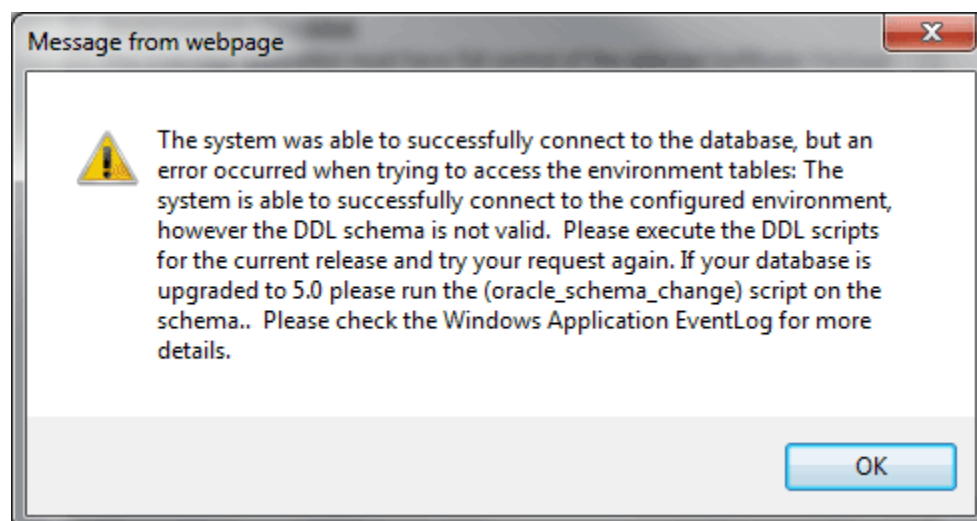 Message from webpage
The system was able to successfully connect to the database, but an
error occurred when trying to access the environment tables: The
system is able to successfully connect to the configured environment,
however the DDL schema is not valid.  Please execute the DDL scripts
for the current release and try your request again. If your database is
upgraded to 5.0 please run the (oracle_schema_change) script on the
schema..  Please check the Windows Application EventLog for more
details.
OK